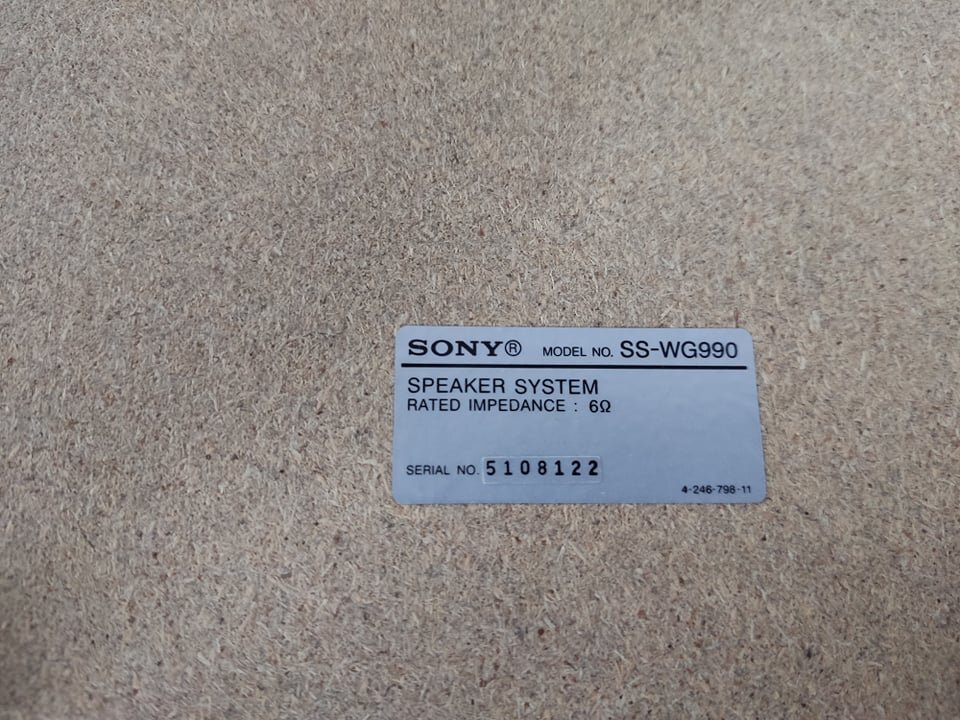 SONY® MODEL NO. SS-WG990
SPEAKER SYSTEM
RATED IMPEDANCE : 6Ω
SERIAL NO. 5108122
4-246-798-11